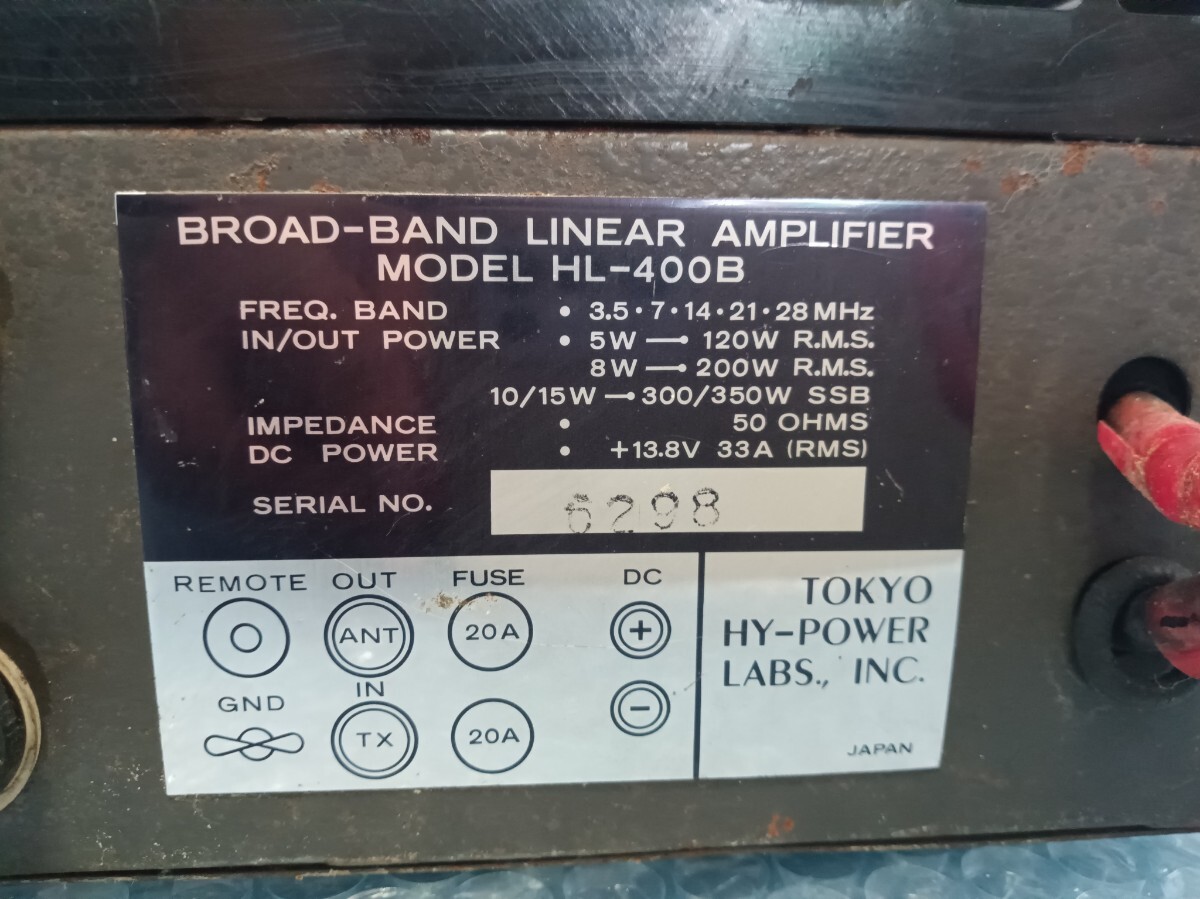 BROAD-BAND LINEAR AMPLIFIER
MODEL HL-400B
FREQ. BAND • 3.5・7・14・21・28MHz
IN/OUT POWER • 5W → 120W R.M.S.
8W → 200W R.M.S.
10/15W → 300/350W SSB
IMPEDANCE • 50 OHMS
DC POWER • +13.8V 33A (RMS)
SERIAL NO. 6298
REMOTE OUT FUSE DC
ANT 20A +
GND IN
TX 20A −
TOKYO
HY-POWER
LABS., INC.
JAPAN